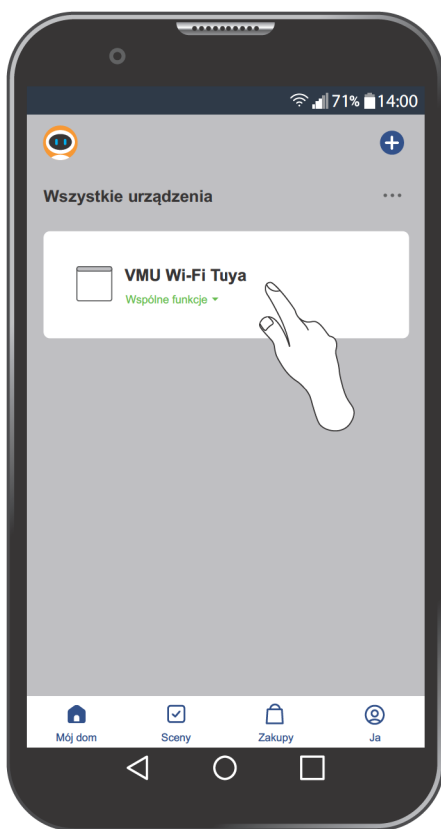 71% 14:00
Wszystkie urządzenia
VMU Wi-Fi Tuya
Wspólne funkcje
Mój dom Sceny Zakupy Ja